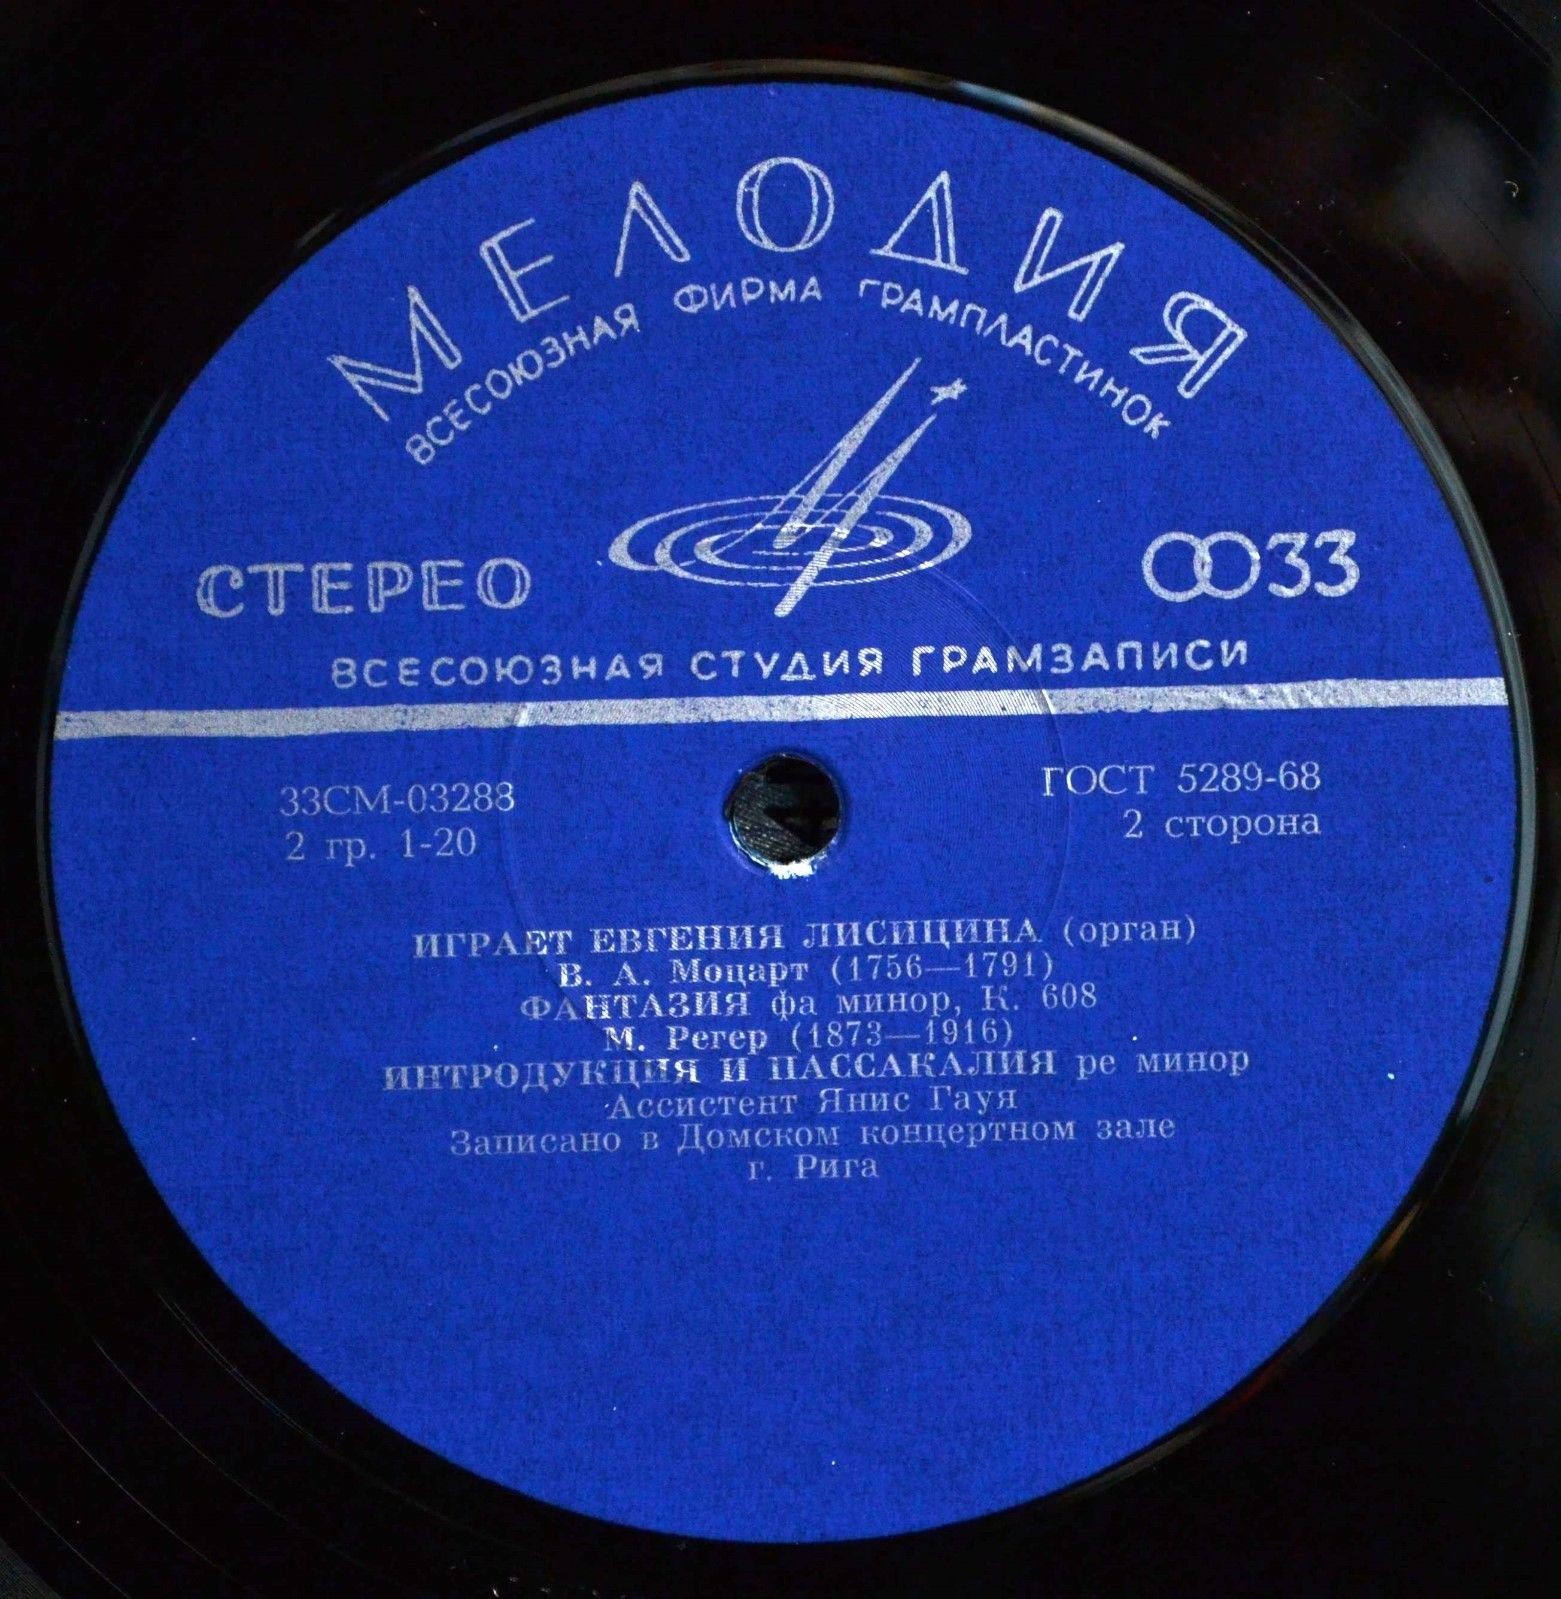 МЕЛОДИЯ
ВСЕСОЮЗНАЯ ФИРМА ГРАМПЛАСТИНОК
СТЕРЕО
33
ВСЕСОЮЗНАЯ СТУДИЯ ГРАМЗАПИСИ
33СМ-03288
2 гр. 1-20
ГОСТ 5289-68
2 сторона
ИГРАЕТ ЕВГЕНИЯ ЛИСИЦИНА (орган)
В. А. Моцарт (1756—1791)
ФАНТАЗИЯ фа минор, К. 608
М. Регер (1873—1916)
ИНТРОДУКЦИЯ И ПАССАКАЛИЯ ре минор
Ассистент Янис Гауя
Записано в Домском концертном зале
г. Рига